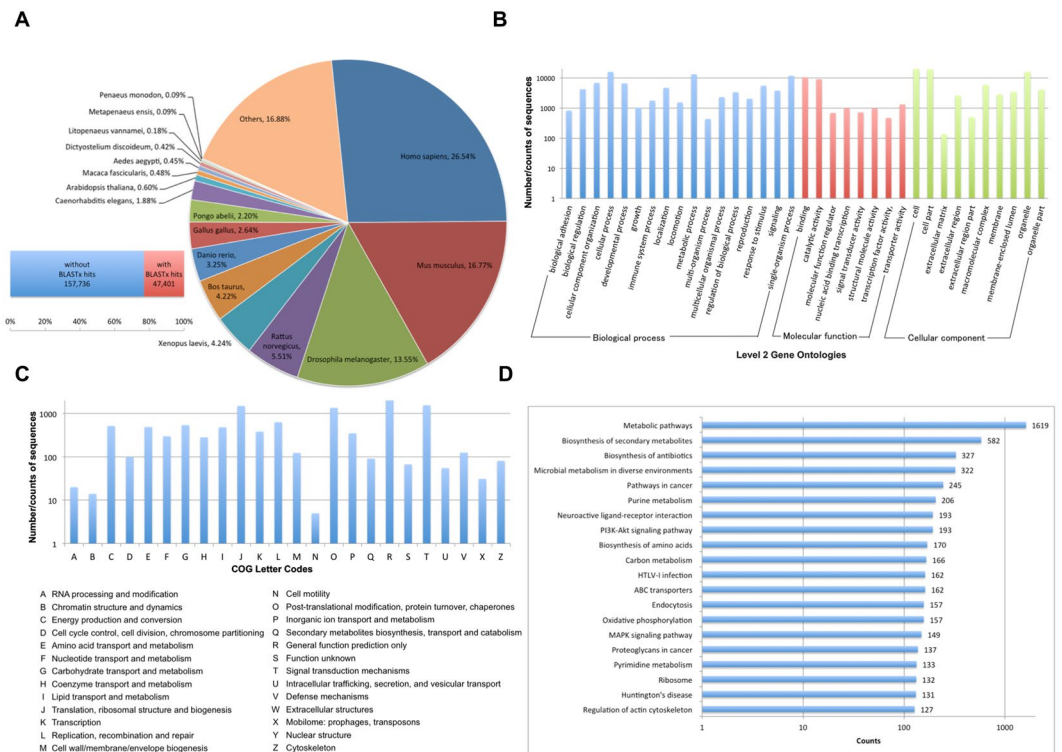 A
Penaeus monodon, 0.09%
Metapenaeus ensis, 0.09%
Litopenaeus vannamei, 0.18%
Dictyostelium discoideum, 0.42%
Aedes aegypti, 0.45%
Macaca fascicularis, 0.48%
Arabidopsis thaliana, 0.60%
Caenorhabditis elegans, 1.88%
Pongo abelii, 2.20%
Gallus gallus, 2.64%
Danio rerio,
3.25%
Bos taurus,
4.22%
Xenopus laevis, 4.24%
Rattus
norvegicus,
5.51%
Drosophila melanogaster, 13.55%
Mus musculus, 16.77%
Homo sapiens, 26.54%
Others, 16.88%
without
BLASTx hits
157,736
with
BLASTx hits
47,401
0% 20% 40% 60% 80% 100%
B
Number/counts of sequences
10000
1000
100
10
1
biological adhesion
biological regulation
cellular component organization
cellular process
developmental process
growth
immune system process
localization
locomotion
metabolic process
multi-organism process
multicellular organismal process
regulation of biological process
reproduction
response to stimulus
signaling
single-organism process
binding
catalytic activity
molecular function regulator
nucleic acid binding transcription
signal transducer activity
structural molecule activity
transcription factor activity,
transporter activity
cell
cell part
extracellular matrix
extracellular region
extracellular region part
macromolecular complex
membrane
membrane enclosed lumen
organelle
organelle part
Biological process
Molecular function
Cellular component
Level 2 Gene Ontologies
C
Number/counts of sequences
1000
100
10
1
A B C D E F G H I J K L M N O P Q R S T U V X Z
COG Letter Codes
A RNA processing and modification
B Chromatin structure and dynamics
C Energy production and conversion
D Cell cycle control, cell division, chromosome partitioning
E Amino acid transport and metabolism
F Nucleotide transport and metabolism
G Carbohydrate transport and metabolism
H Coenzyme transport and metabolism
I Lipid transport and metabolism
J Translation, ribosomal structure and biogenesis
K Transcription
L Replication, recombination and repair
M Cell wall/membrane/envelope biogenesis
N Cell motility
O Post-translational modification, protein turnover, chaperones
P Inorganic ion transport and metabolism
Q Secondary metabolites biosynthesis, transport and catabolism
R General function prediction only
S Function unknown
T Signal transduction mechanisms
U Intracellular trafficking, secretion, and vesicular transport
V Defense mechanisms
W Extracellular structures
X Mobilome: prophages, transposons
Y Nuclear structure
Z Cytoskeleton
D
Metabolic pathways 1619
Biosynthesis of secondary metabolites 582
Biosynthesis of antibiotics 327
Microbial metabolism in diverse environments 322
Pathways in cancer 245
Purine metabolism 206
Neuroactive ligand-receptor interaction 193
PI3K-Akt signaling pathway 193
Biosynthesis of amino acids 170
Carbon metabolism 166
HTLV-I infection 162
ABC transporters 162
Endocytosis 157
Oxidative phosphorylation 157
MAPK signaling pathway 149
Proteoglycans in cancer 137
Pyrimidine metabolism 133
Ribosome 132
Huntington's disease 131
Regulation of actin cytoskeleton 127
1 10 100 1000
Counts